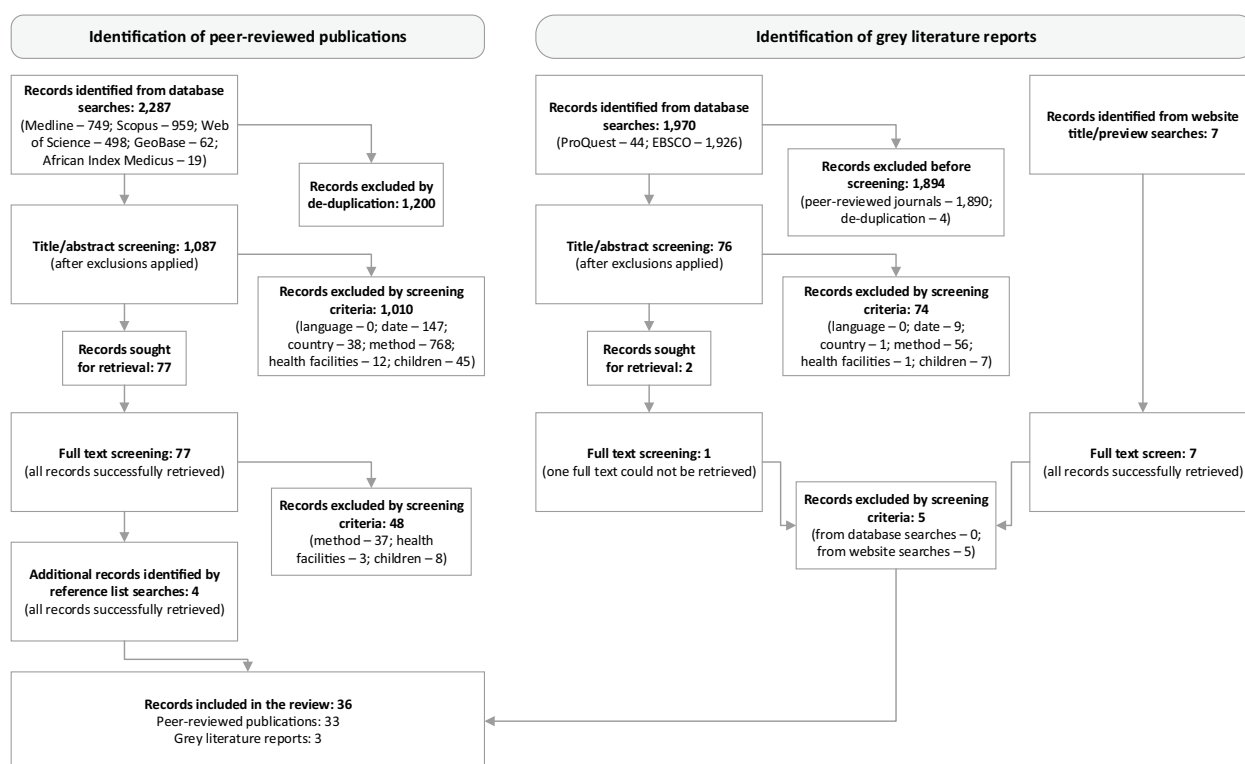 Identification of peer-reviewed publications
Identification of grey literature reports
Records identified from database
searches: 2,287
(Medline – 749; Scopus – 959; Web
of Science – 498; GeoBase – 62;
African Index Medicus – 19)
Records excluded by
de-duplication: 1,200
Title/abstract screening: 1,087
(after exclusions applied)
Records excluded by screening
criteria: 1,010
(language – 0; date – 147;
country – 38; method – 768;
health facilities – 12; children – 45)
Records sought
for retrieval: 77
Full text screening: 77
(all records successfully retrieved)
Records excluded by screening
criteria: 48
(method – 37; health
facilities – 3; children – 8)
Additional records identified by
reference list searches: 4
(all records successfully retrieved)
Records identified from database
searches: 1,970
(ProQuest – 44; EBSCO – 1,926)
Records excluded before
screening: 1,894
(peer-reviewed journals – 1,890;
de-duplication – 4)
Title/abstract screening: 76
(after exclusions applied)
Records excluded by screening criteria:
74
(language – 0; date – 9;
country – 1; method – 56;
health facilities – 1; children – 7)
Records sought
for retrieval: 2
Full text screening: 1
(one full text could not be retrieved)
Records identified from website
title/preview searches: 7
Full text screen: 7
(all records successfully retrieved)
Records excluded by screening
criteria: 5
(from database searches – 0;
from website searches – 5)
Records included in the review: 36
Peer-reviewed publications: 33
Grey literature reports: 3